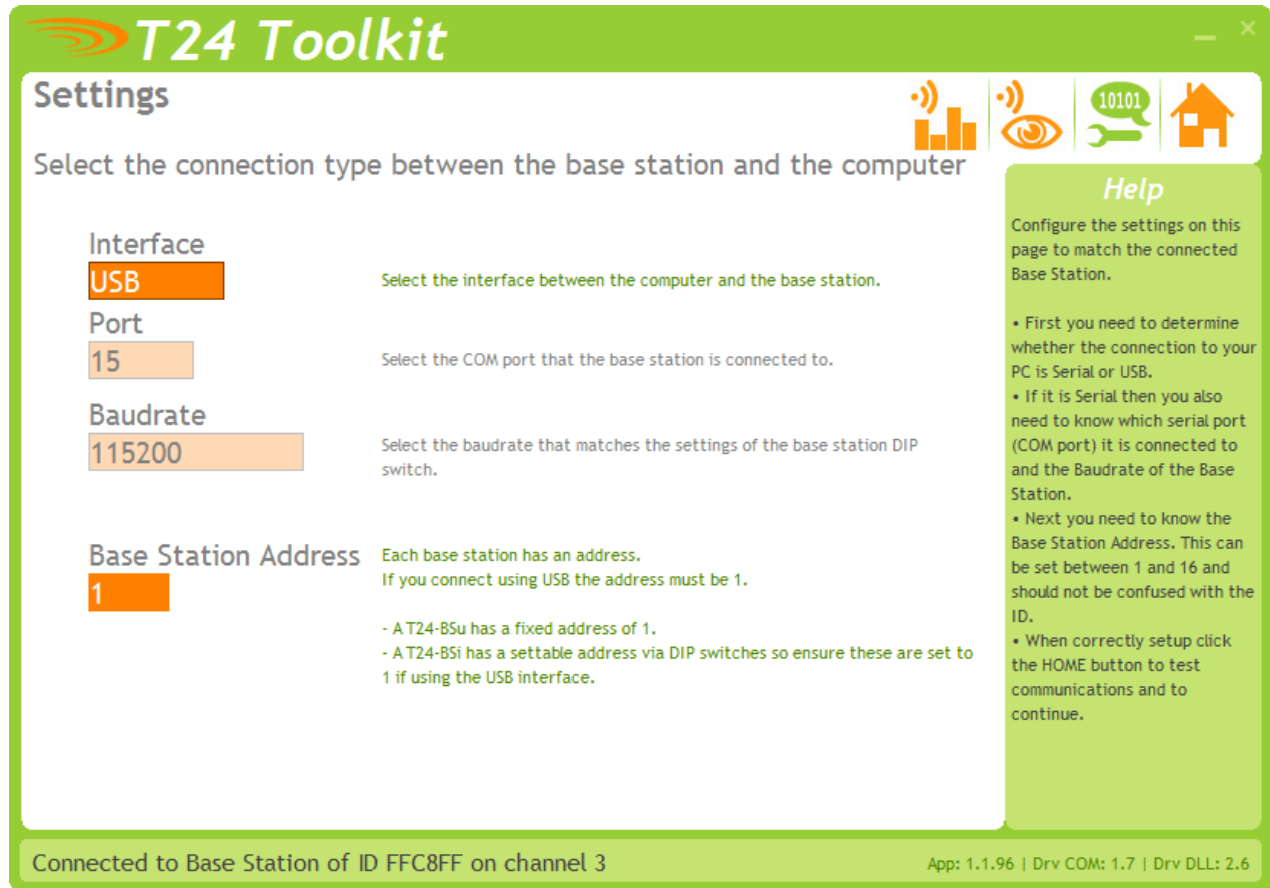 T24 Toolkit
Settings
10101
Select the connection type between the base station and the computer
Interface
USB
Select the interface between the computer and the base station.
Port
15
Select the COM port that the base station is connected to.
Baudrate
115200
Select the baudrate that matches the settings of the base station DIP
switch.
Base Station Address
1
Each base station has an address.
If you connect using USB the address must be 1.
- A T24-BSu has a fixed address of 1.
- A T24-BSi has a settable address via DIP switches so ensure these are set to
1 if using the USB interface.
Help
Configure the settings on this
page to match the connected
Base Station.
• First you need to determine
whether the connection to your
PC is Serial or USB.
• If it is Serial then you also
need to know which serial port
(COM port) it is connected to
and the Baudrate of the Base
Station.
• Next you need to know the
Base Station Address. This can
be set between 1 and 16 and
should not be confused with the
ID.
• When correctly setup click
the HOME button to test
communications and to
continue.
Connected to Base Station of ID FFC8FF on channel 3
App: 1.1.96 | Drv COM: 1.7 | Drv DLL: 2.6